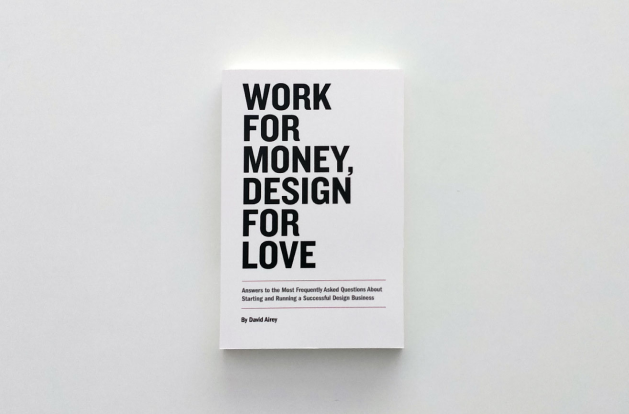 WORK
FOR
MONEY,
DESIGN
FOR
LOVE
Answers to the Most Frequently Asked Questions About
Starting and Running a Successful Design Business
By David Airey